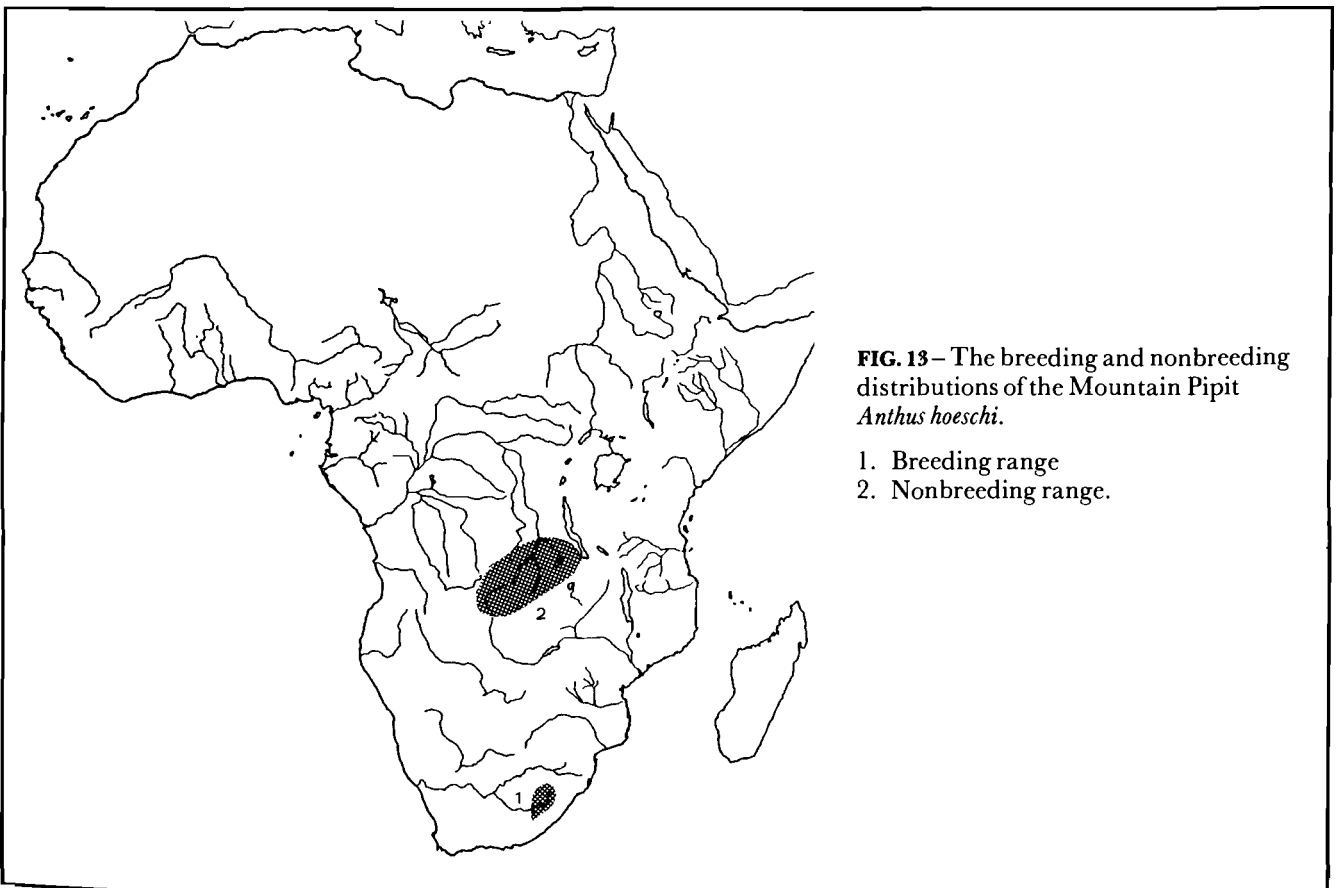 FIG. 13 – The breeding and nonbreeding
distributions of the Mountain Pipit
Anthus hoeschi.
1. Breeding range
2. Nonbreeding range.
2
1